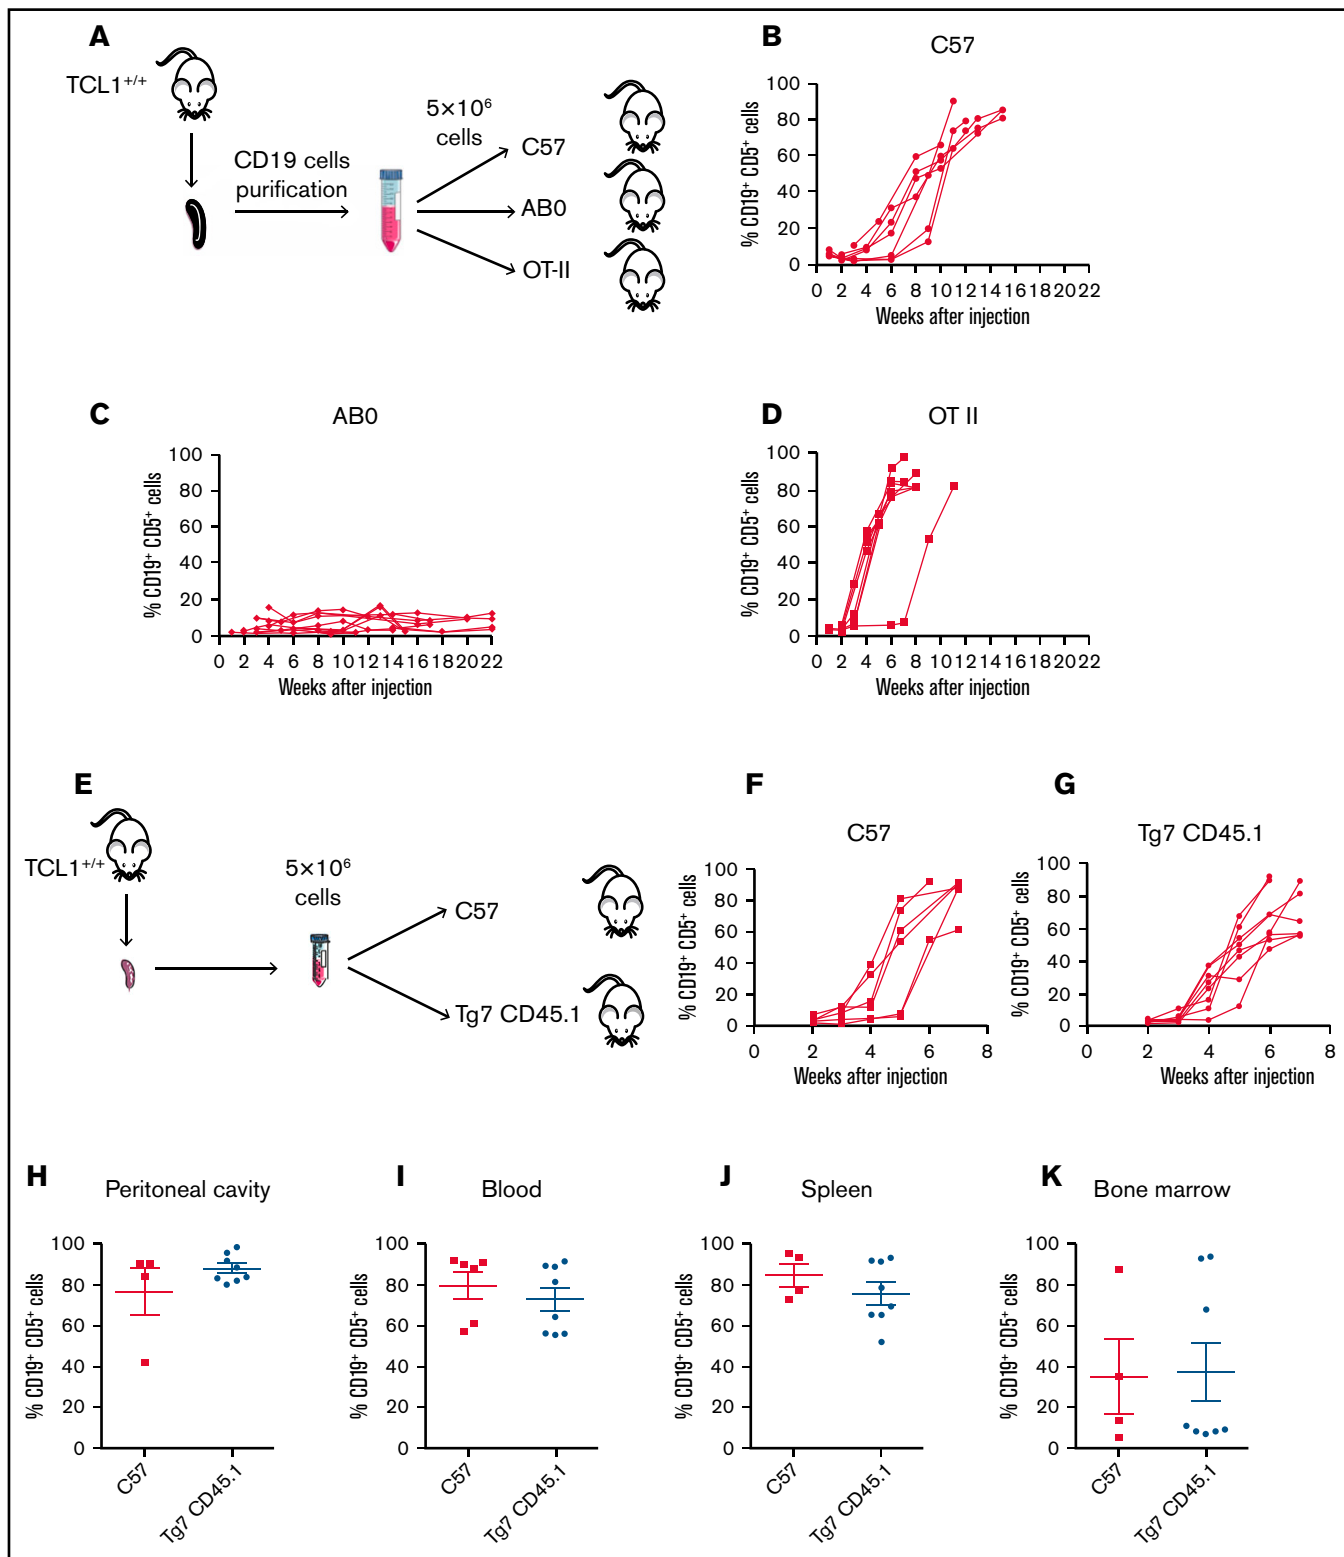 A
TCL1+/+
CD19 cells
purification
5×10⁶
cells
C57
AB0
OT-II
B
C57
% CD19+ CD5+ cells
100
80
60
40
20
0
0 2 4 6 8 10 12 14 16 18 20 22
Weeks after injection
C
AB0
% CD19+ CD5+ cells
100
80
60
40
20
0
0 2 4 6 8 10 12 14 16 18 20 22
Weeks after injection
D
OT II
% CD19+ CD5+ cells
100
80
60
40
20
0
0 2 4 6 8 10 12 14 16 18 20 22
Weeks after injection
E
TCL1+/+
5×10⁶
cells
C57
Tg7 CD45.1
F
C57
% CD19+ CD5+ cells
100
80
60
40
20
0
0 2 4 6 8
Weeks after injection
G
Tg7 CD45.1
% CD19+ CD5+ cells
100
80
60
40
20
0
0 2 4 6 8
Weeks after injection
H
Peritoneal cavity
% CD19+ CD5+ cells
100
80
60
40
20
0
C57
Tg7 CD45.1
I
Blood
% CD19+ CD5+ cells
100
80
60
40
20
0
C57
Tg7 CD45.1
J
Spleen
% CD19+ CD5+ cells
100
80
60
40
20
0
C57
Tg7 CD45.1
K
Bone marrow
% CD19+ CD5+ cells
100
80
60
40
20
0
C57
Tg7 CD45.1